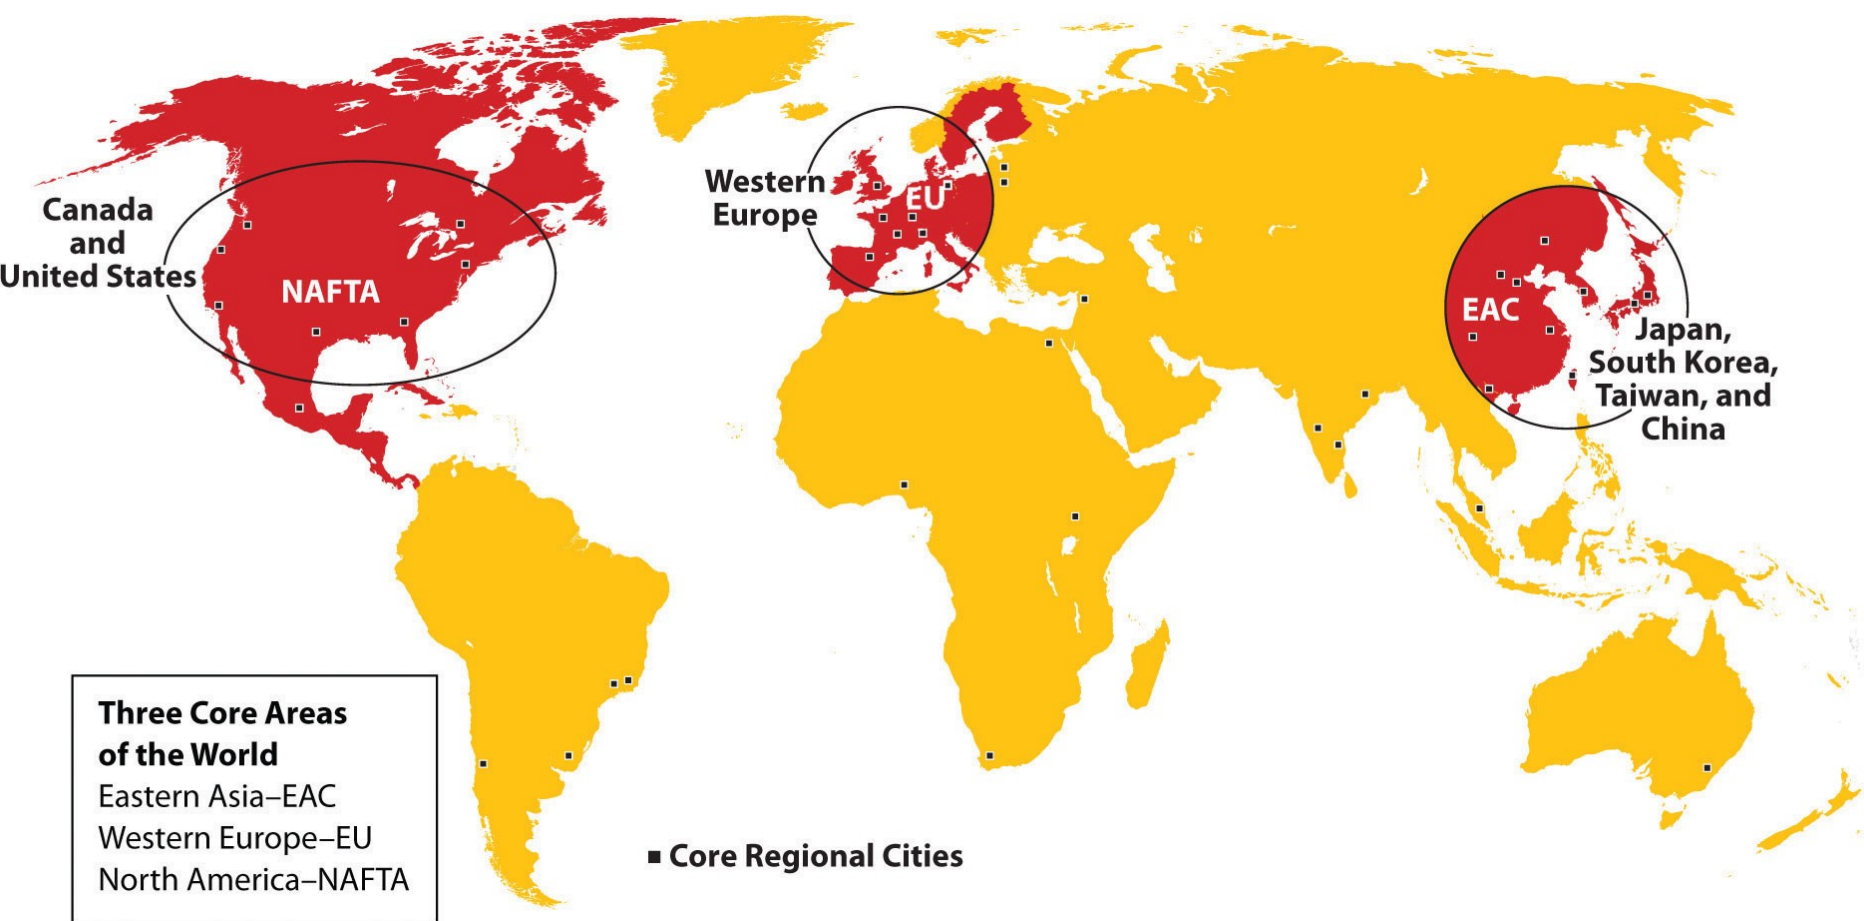 Canada
and
United States
NAFTA
Western
Europe
EU
EAC
Japan,
South Korea,
Taiwan, and
China
Three Core Areas
of the World
Eastern Asia–EAC
Western Europe–EU
North America–NAFTA
Core Regional Cities